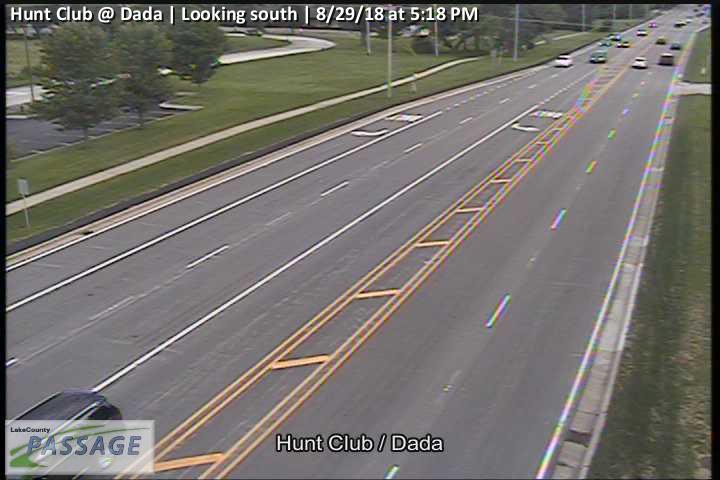 Hunt Club @ Dada | Looking south | 8/29/18 at 5:18 PM
LakeCounty
PASSAGE
Hunt Club / Dada